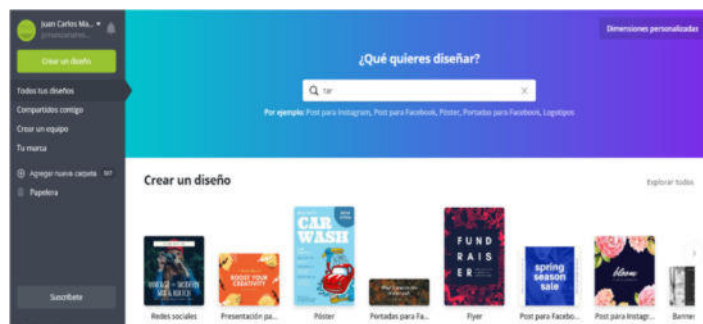 Juan Carlos Ma...
Crear un diseño
Todos tus diseños
Compartidos contigo
Crear un equipo
Tu marca
Agregar nueva carpeta
Papelera
Suscríbete
Dimensiones personalizadas
¿Qué quieres diseñar?
tar
Por ejemplo: Post para Instagram, Post para Facebook, Póster, Portadas para Facebook, Logotipos
Crear un diseño
Explorar todos
BOOST YOUR
CREATIVITY
CAR
WASH
FUND
RAIS
ER
spring
season
sale
bloom
Redes sociales
Presentación pa...
Póster
Portadas para Fa...
Flyer
Post para Facebo...
Post para Instagr...
Banner